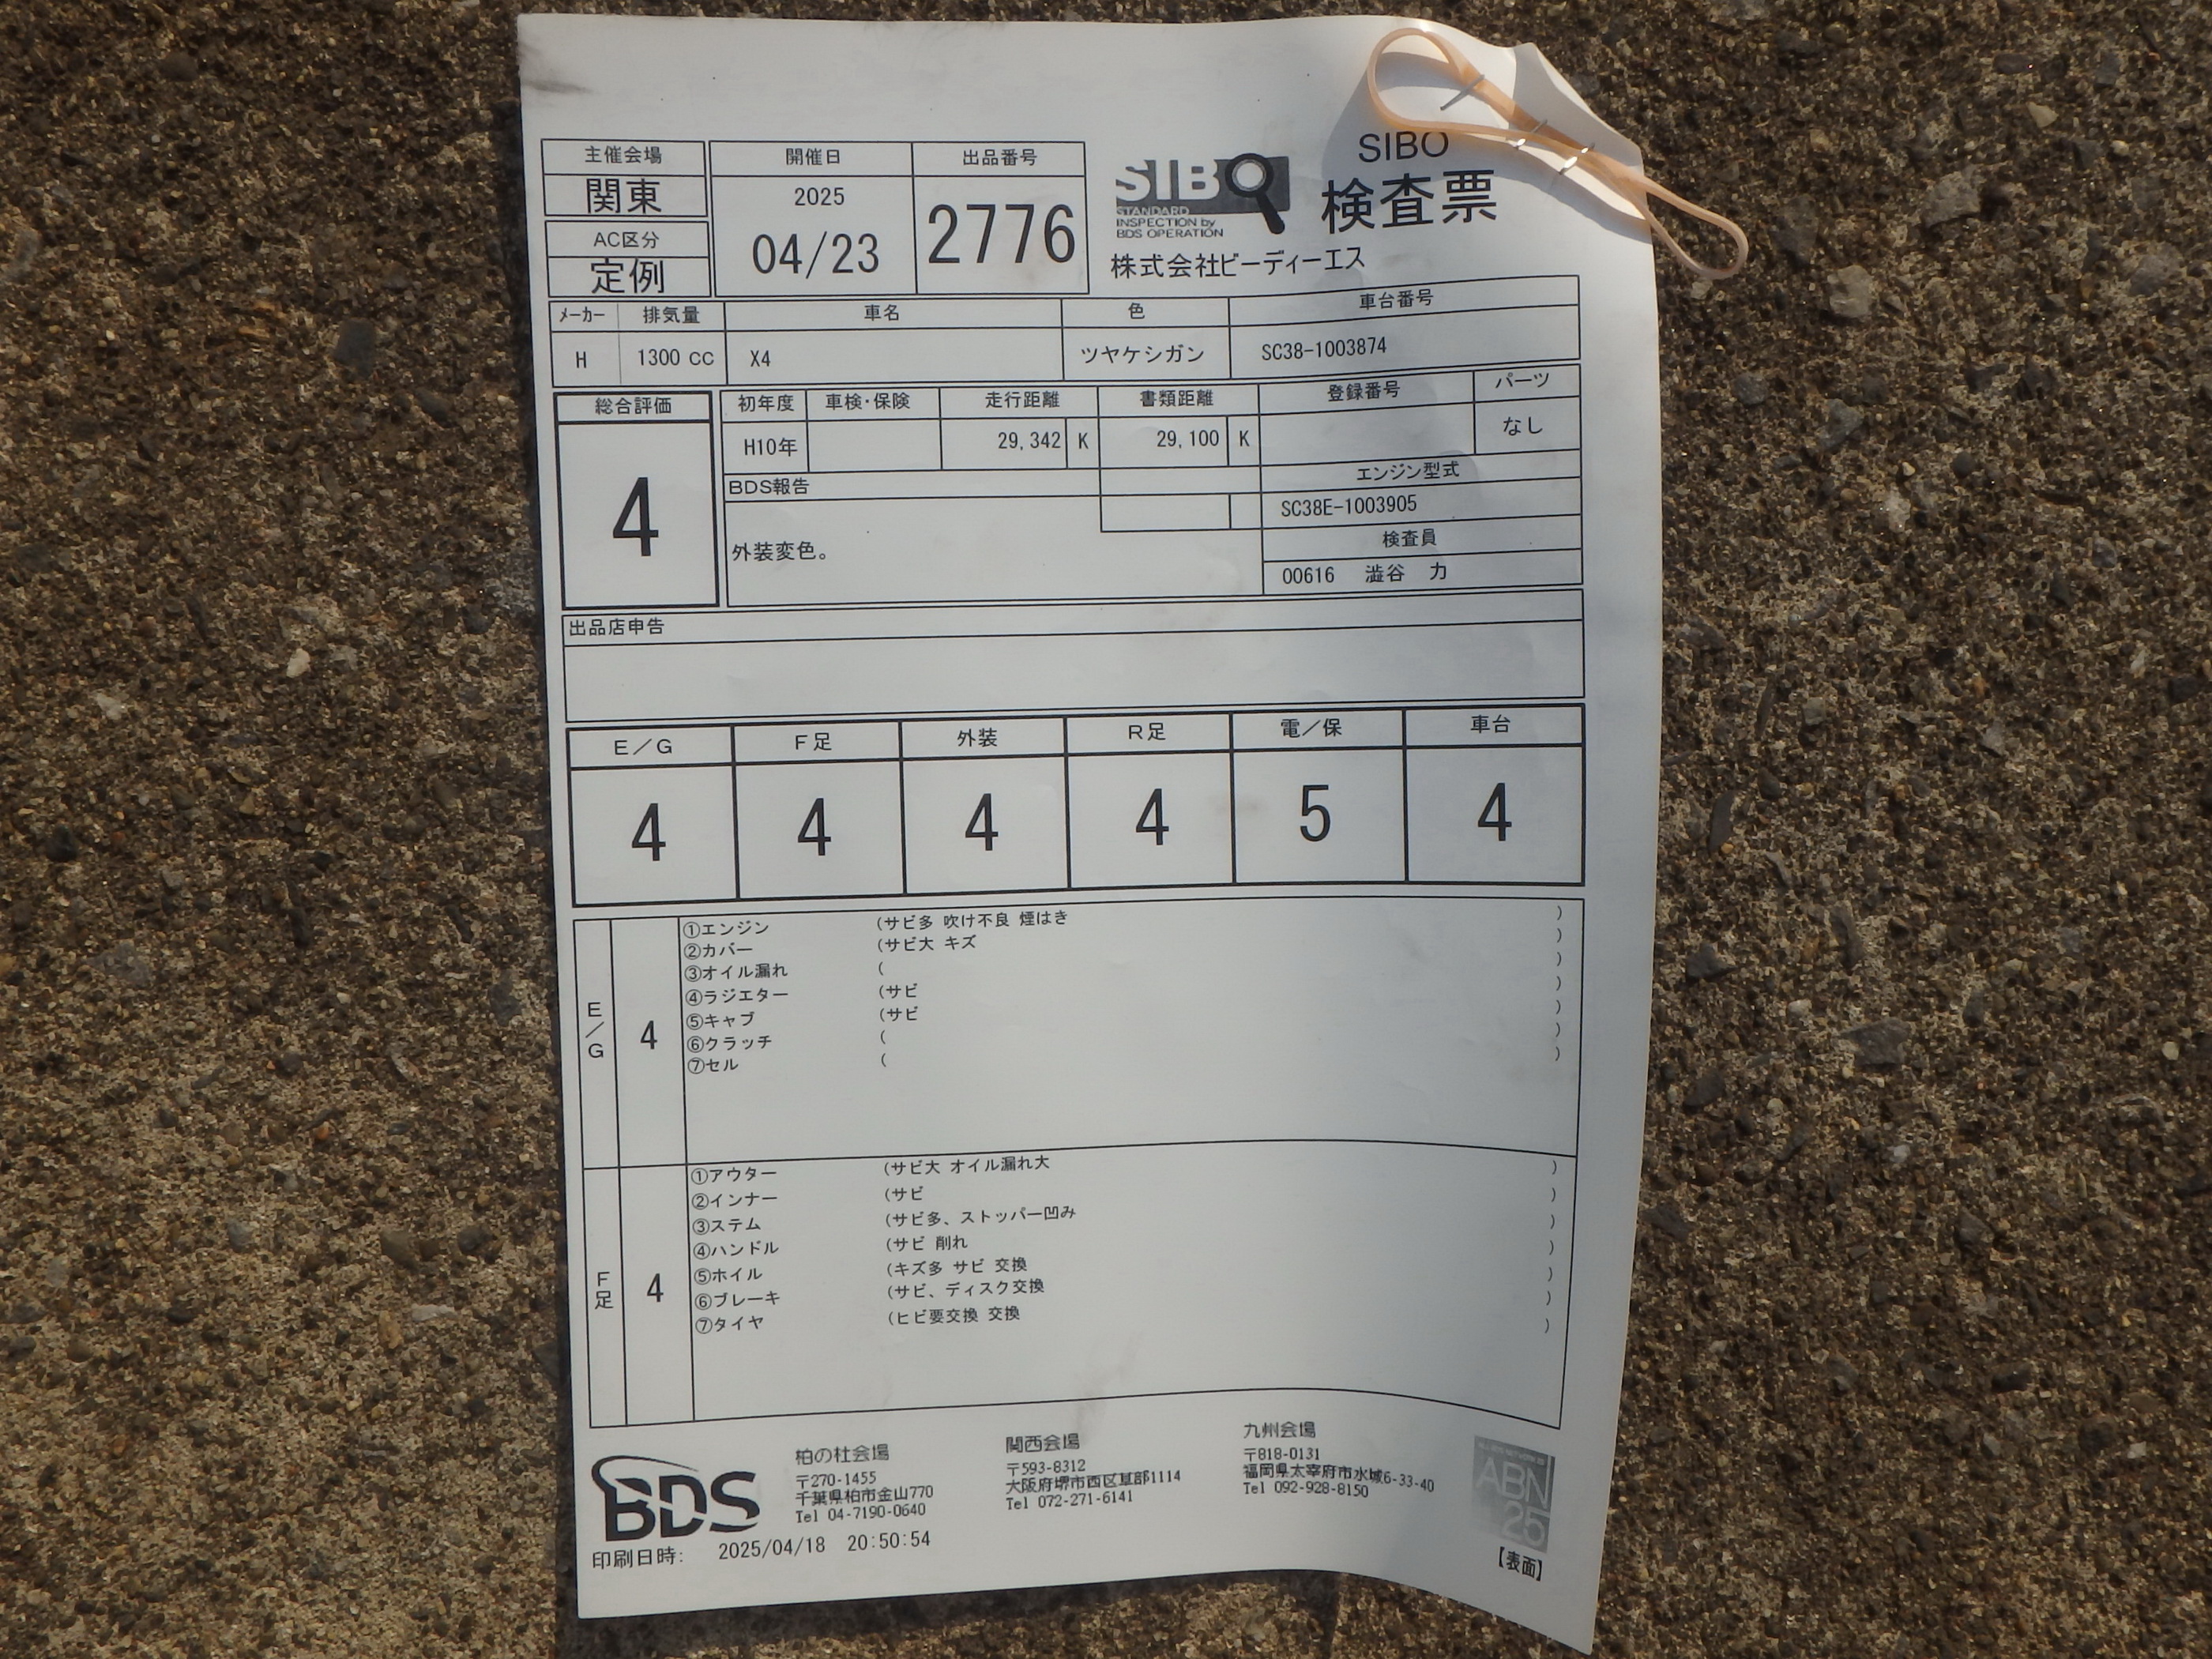 主催会場 開催日 出品番号
関東 2025 04/23 2776
AC区分
定例
SIBO
STANDARD
INSPECTION by
BDS OPERATION
SIBO
検査票
株式会社ビーディーエス
メーカー 排気量 車名 色 車台番号
H 1300 cc X4 ツヤケシガン SC38-1003874
総合評価 初年度 車検・保険 走行距離 書類距離 登録番号 パーツ
4 H10年 29,342 K 29,100 K なし
BDS報告 エンジン型式
SC38E-1003905
外装変色。 検査員
00616 澁谷 力
出品店申告
E/G F足 外装 R足 電/保 車台
4 4 4 4 5 4
E/G 4
①エンジン (サビ多 吹け不良 煙はき )
②カバー (サビ大 キズ )
③オイル漏れ ( )
④ラジエター (サビ )
⑤キャブ (サビ )
⑥クラッチ ( )
⑦セル ( )
F足 4
①アウター (サビ大 オイル漏れ大 )
②インナー (サビ )
③ステム (サビ多、ストッパー凹み )
④ハンドル (サビ 削れ )
⑤ホイル (キズ多 サビ 交換 )
⑥ブレーキ (サビ、ディスク交換 )
⑦タイヤ (ヒビ要交換 交換 )
BDS
柏の杜会場
〒270-1455
千葉県柏市金山770
Tel 04-7190-0640
関西会場
〒593-8312
大阪府堺市西区草部1114
Tel 072-271-6141
九州会場
〒818-0131
福岡県太宰府市水城6-33-40
Tel 092-928-8150
ABN
25
印刷日時: 2025/04/18 20:50:54
【表面】